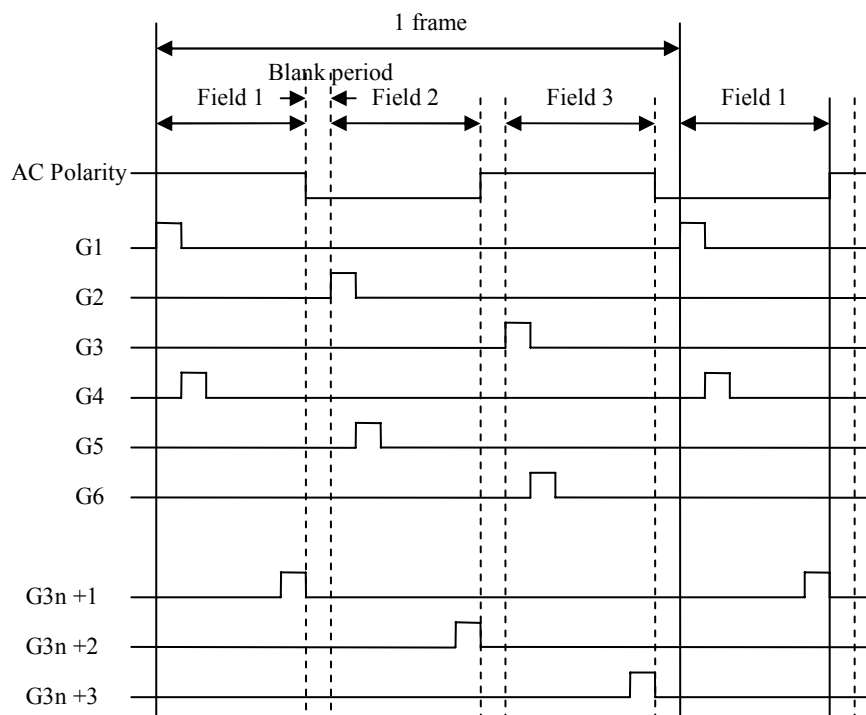 1 frame
Blank period
Field 1
Field 2
Field 3
Field 1
AC Polarity
G1
G2
G3
G4
G5
G6
G3n +1
G3n +2
G3n +3